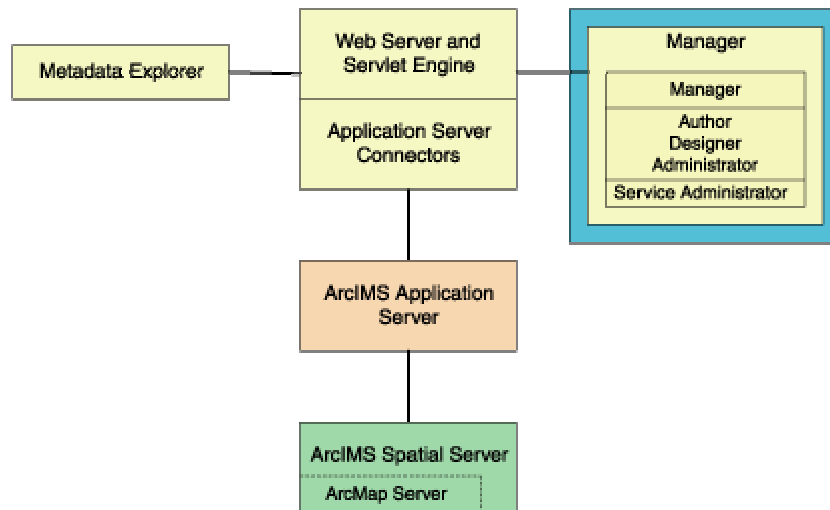 Metadata Explorer
Web Server and
Servlet Engine
Application Server
Connectors
Manager
Manager
Author
Designer
Administrator
Service Administrator
ArcIMS Application
Server
ArcIMS Spatial Server
ArcMap Server